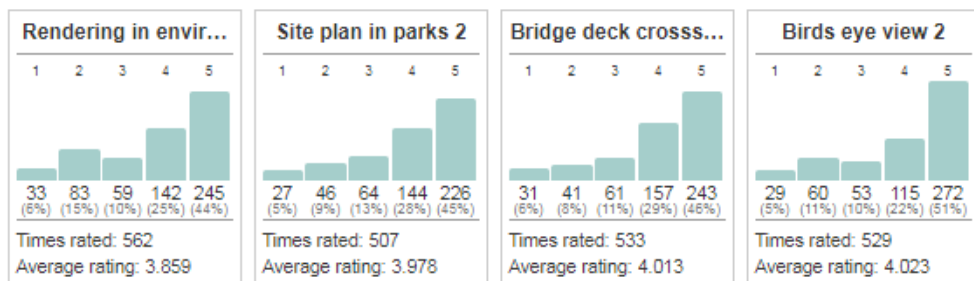 Rendering in envir...
1 2 3 4 5
33 83 59 142 245
(6%) (15%) (10%) (25%) (44%)
Times rated: 562
Average rating: 3.859
Site plan in parks 2
1 2 3 4 5
27 46 64 144 226
(5%) (9%) (13%) (28%) (45%)
Times rated: 507
Average rating: 3.978
Bridge deck crosss...
1 2 3 4 5
31 41 61 157 243
(6%) (8%) (11%) (29%) (46%)
Times rated: 533
Average rating: 4.013
Birds eye view 2
1 2 3 4 5
29 60 53 115 272
(5%) (11%) (10%) (22%) (51%)
Times rated: 529
Average rating: 4.023